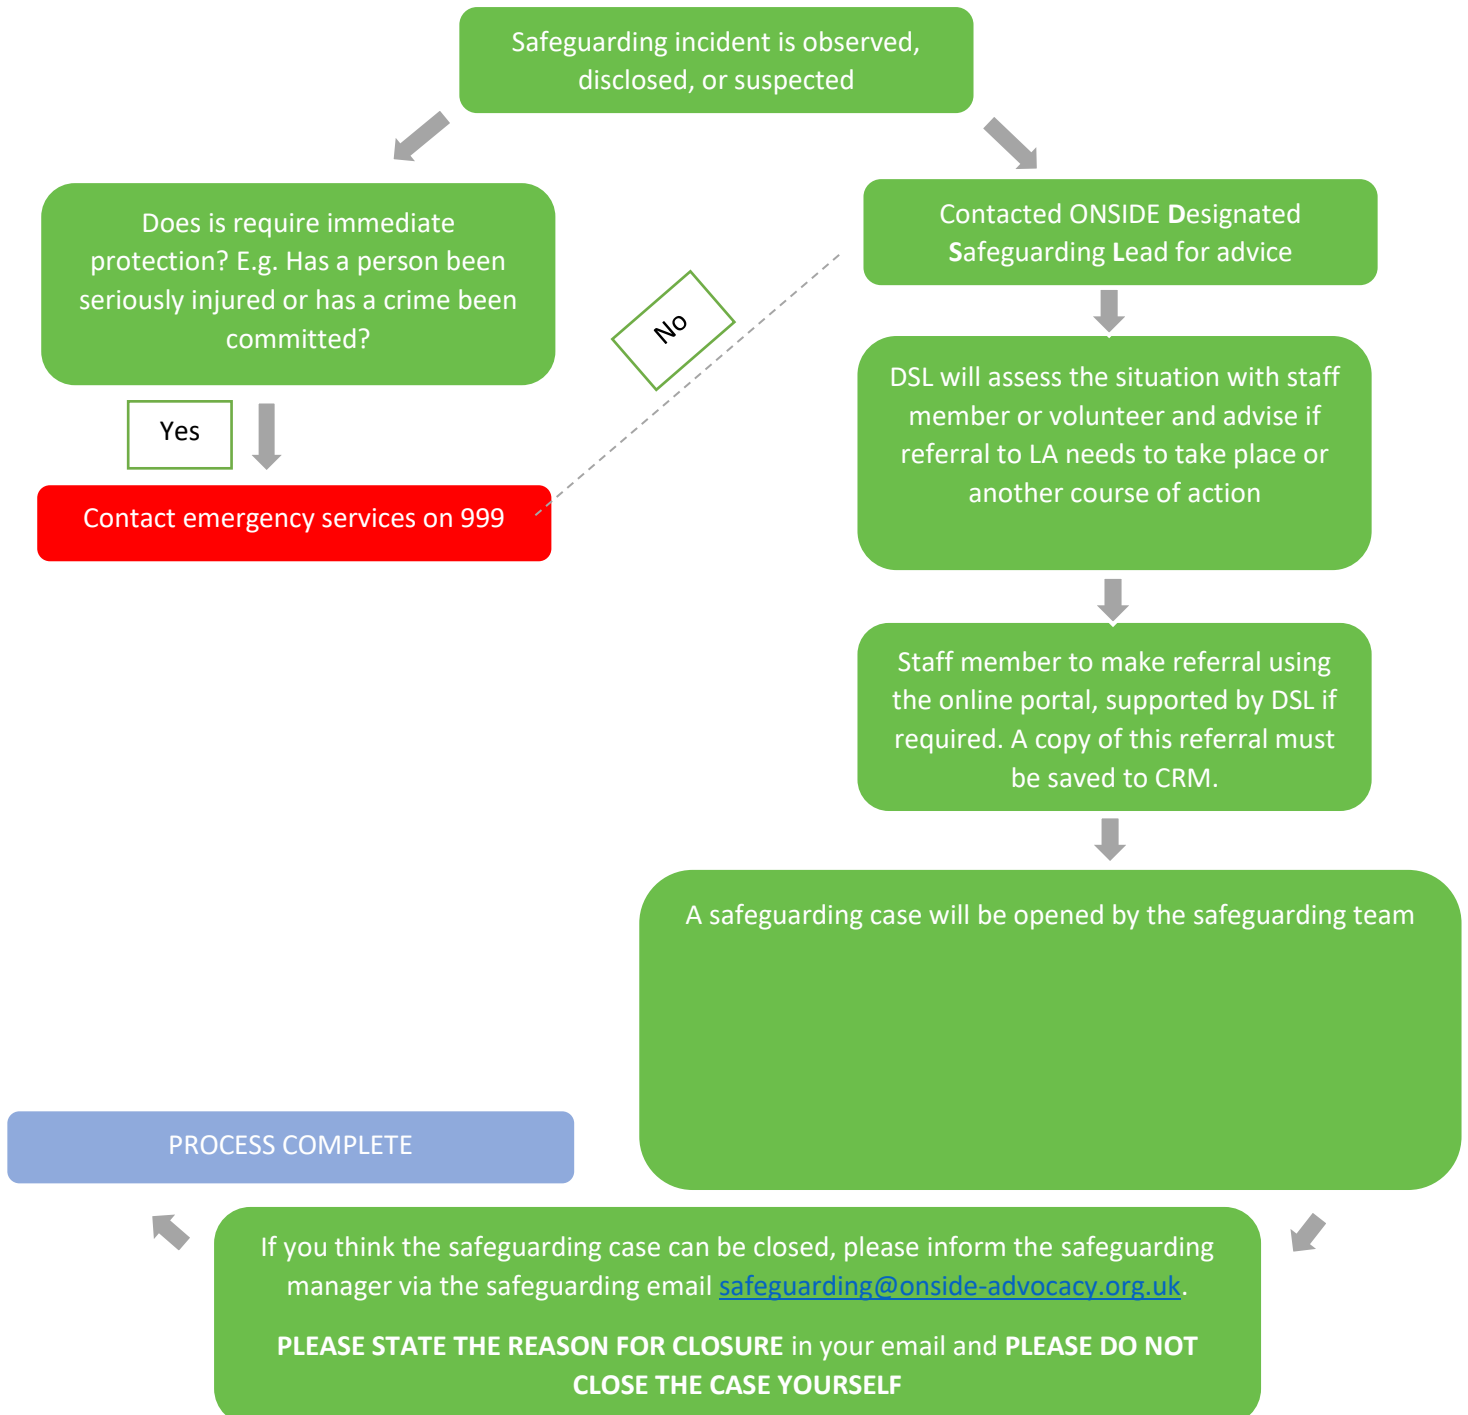 Safeguarding incident is observed,
disclosed, or suspected
Does is require immediate
protection? E.g. Has a person been
seriously injured or has a crime been
committed?
Yes
Contact emergency services on 999
No
Contacted ONSIDE Designated
Safeguarding Lead for advice
DSL will assess the situation with staff
member or volunteer and advise if
referral to LA needs to take place or
another course of action
Staff member to make referral using
the online portal, supported by DSL if
required. A copy of this referral must
be saved to CRM.
A safeguarding case will be opened by the safeguarding team
If you think the safeguarding case can be closed, please inform the safeguarding
manager via the safeguarding email safeguarding@onside-advocacy.org.uk.
PLEASE STATE THE REASON FOR CLOSURE in your email and PLEASE DO NOT
CLOSE THE CASE YOURSELF
PROCESS COMPLETE